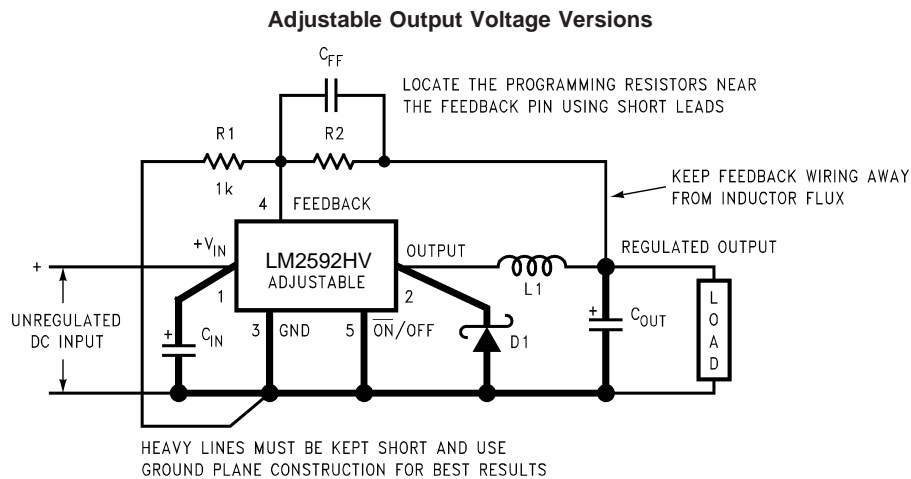 Adjustable Output Voltage Versions
CFF
LOCATE THE PROGRAMMING RESISTORS NEAR
THE FEEDBACK PIN USING SHORT LEADS
R1
R2
1k
KEEP FEEDBACK WIRING AWAY
FROM INDUCTOR FLUX
4 FEEDBACK
+VIN
LM2592HV
ADJUSTABLE
OUTPUT
REGULATED OUTPUT
+
1
2
L1
UNREGULATED
DC INPUT
+
CIN
3 GND
5 ON/OFF
D1
+
COUT
LOAD
HEAVY LINES MUST BE KEPT SHORT AND USE
GROUND PLANE CONSTRUCTION FOR BEST RESULTS